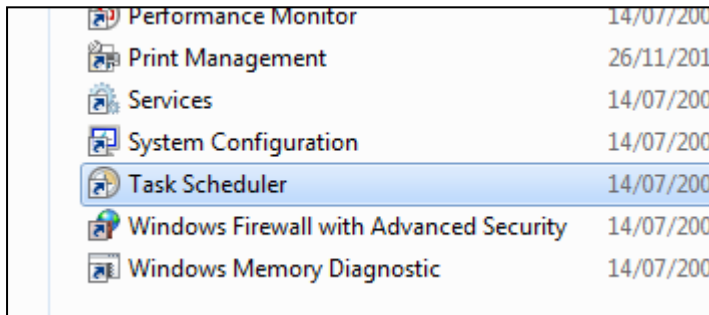 Performance Monitor 14/07/200
Print Management 26/11/201
Services 14/07/200
System Configuration 14/07/200
Task Scheduler 14/07/200
Windows Firewall with Advanced Security 14/07/200
Windows Memory Diagnostic 14/07/200